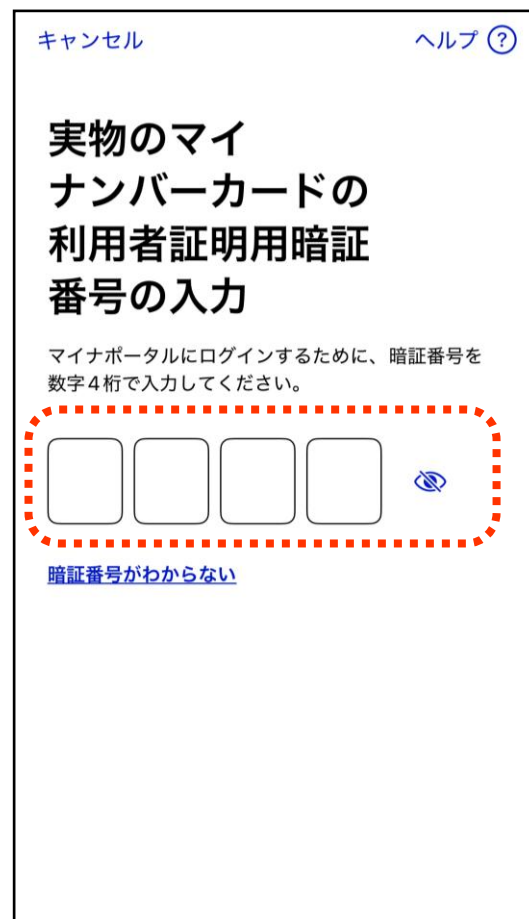 キャンセル
ヘルプ ?
実物のマイ
ナンバーカードの
利用者証明用暗証
番号の入力
マイナポータルにログインするために、暗証番号を
数字4桁で入力してください。
暗証番号がわからない